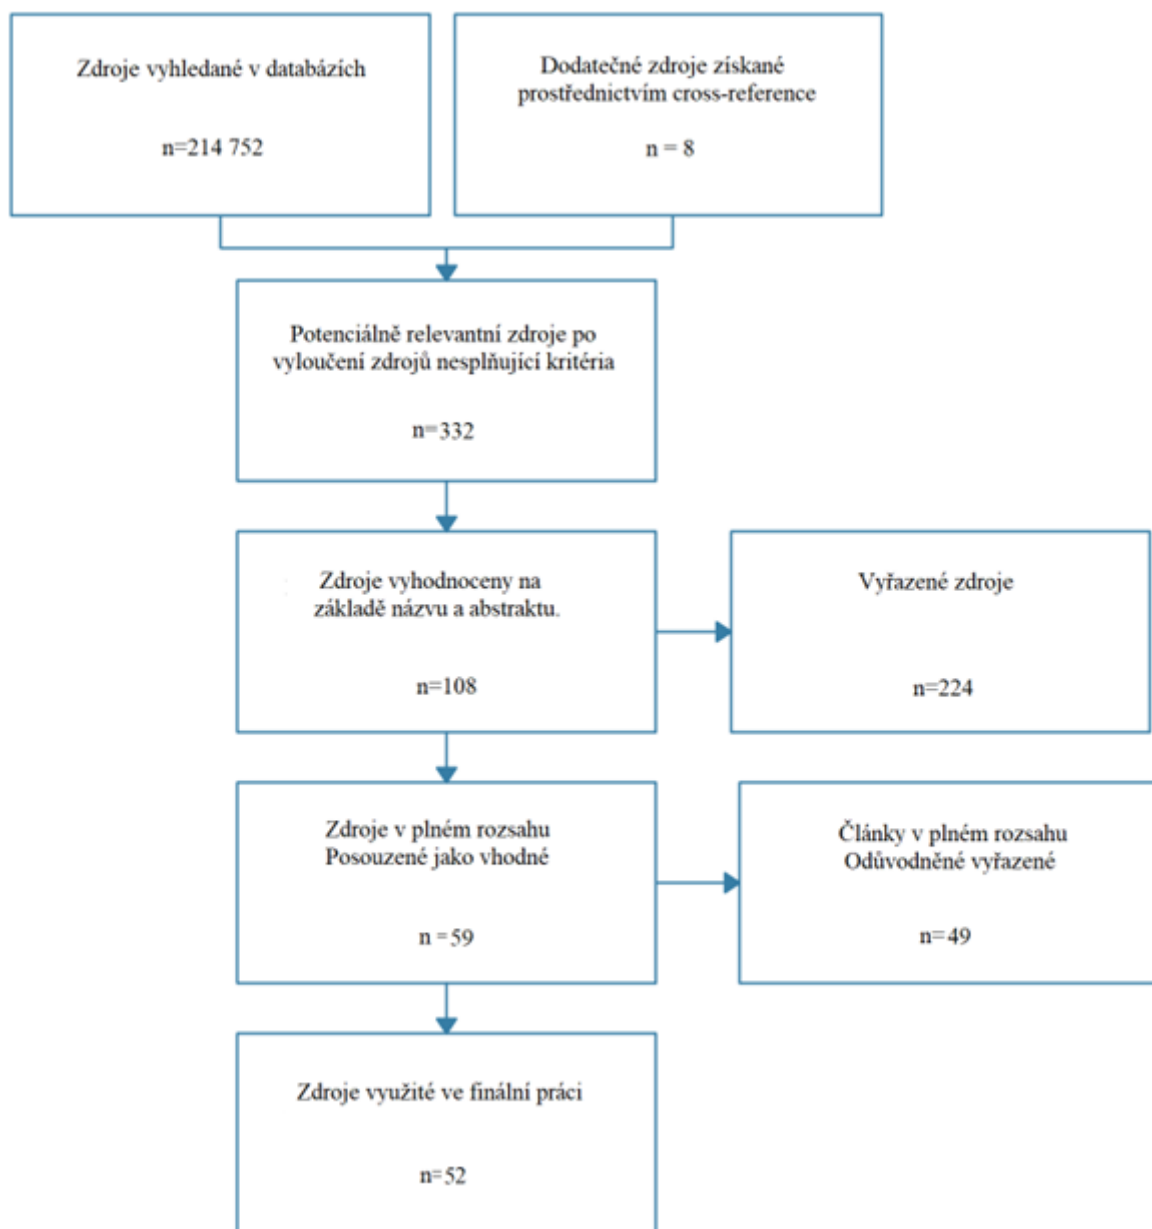 Zdroje vyhledané v databázích
n=214 752
Dodatečné zdroje získané
prostřednictvím cross-reference
n = 8
Potenciálně relevantní zdroje po
vyloučení zdrojů nesplňující kritéria
n=332
Zdroje vyhodnoceny na
základě názvu a abstraktu.
n=108
Vyřazené zdroje
n=224
Zdroje v plném rozsahu
Posouzené jako vhodné
n =59
Články v plném rozsahu
Odůvodněné vyřazené
n=49
Zdroje využité ve finální práci
n=52